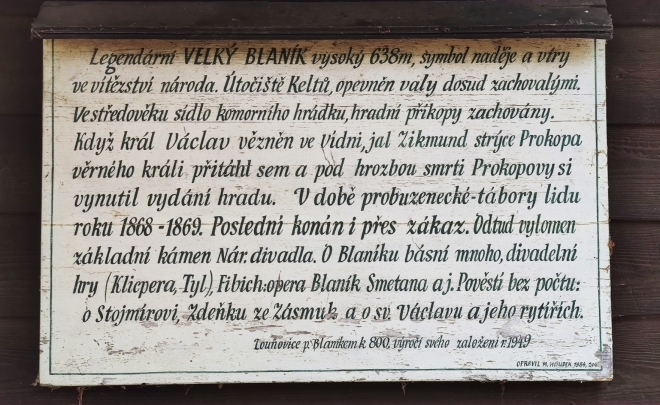 Legendární VELKÝ BLANÍK vysoký 638m, symbol naděje a víry
ve vítězství národa. Útočiště Keltů, opevněn valy dosud zachovalými.
Ve středověku sídlo komorního hrádku, hradní příkopy zachovány.
Když král Václav vězněn ve Vídni, jal Zikmund strýce Prokopa
věrného králi přitáhl sem a pod hrozbou smrti Prokopovy si
vynutil vydání hradu. V době probuzenecké-tábory lidu
roku 1868-1869. Poslední konán i přes zákaz. Odtud vylomen
základní kámen Nár. divadla. O Blaníku básní mnoho, divadelní
hry (Klicpera, Tyl), Fibich:opera Blaník Smetana a j. Pověstí bez počtu:
o Stojmírovi, Zdeňku ze Zásmuk a o sv. Václavu a jeho rytířích.
Louňovice p. Blaníkem k 800. výročí svého založení r. 1949
OPRAVIL M. HOUDEK 1984,